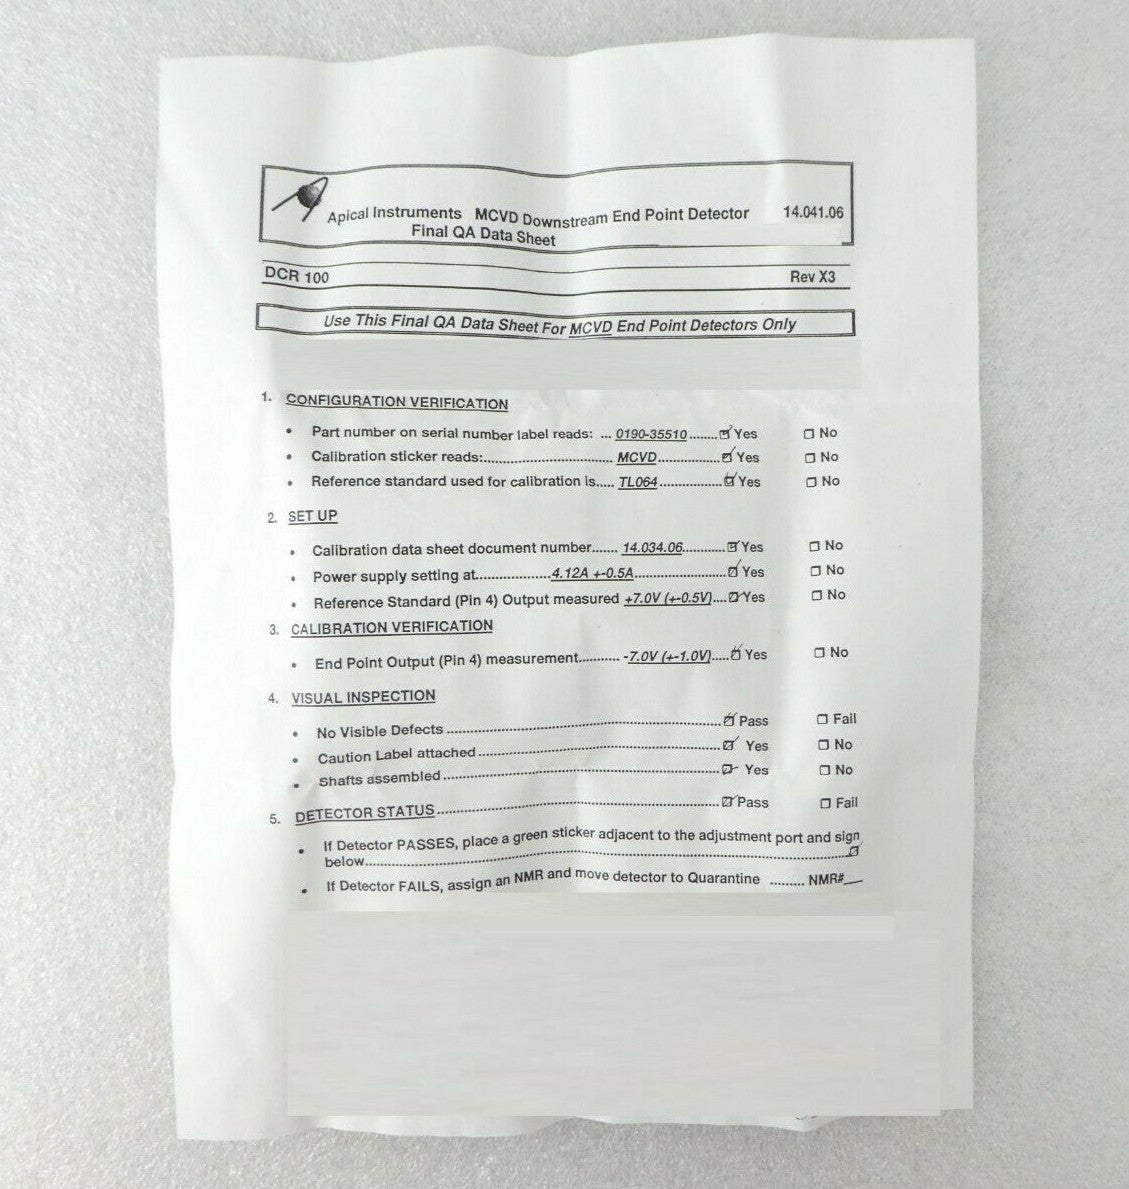 Apical Instruments MCVD Downstream End Point Detector 14.041.06
Final QA Data Sheet
DCR 100 Rev X3
Use This Final QA Data Sheet For MCVD End Point Detectors Only
1. CONFIGURATION VERIFICATION
• Part number on serial number label reads: ... 0190-35510........☑Yes ☐ No
• Calibration sticker reads:................................. MCVD................☑Yes ☐ No
• Reference standard used for calibration is..... TL064................☑Yes ☐ No
2. SET UP
• Calibration data sheet document number....... 14.034.06...........☑Yes ☐ No
• Power supply setting at...................4.12A +-0.5A........................☑Yes ☐ No
• Reference Standard (Pin 4) Output measured +7.0V (+-0.5V)....☑Yes ☐ No
3. CALIBRATION VERIFICATION
• End Point Output (Pin 4) measurement........... -7.0V (+-1.0V).....☑Yes ☐ No
4. VISUAL INSPECTION
• No Visible Defects ....................................................................☑Pass ☐ Fail
• Caution Label attached.............................................................☑ Yes ☐ No
• Shafts assembled.....................................................................☑ Yes ☐ No
5. DETECTOR STATUS......................................................................☑Pass ☐ Fail
• If Detector PASSES, place a green sticker adjacent to the adjustment port and sign
below.........................................................................................................................☑
• If Detector FAILS, assign an NMR and move detector to Quarantine ......... NMR#__